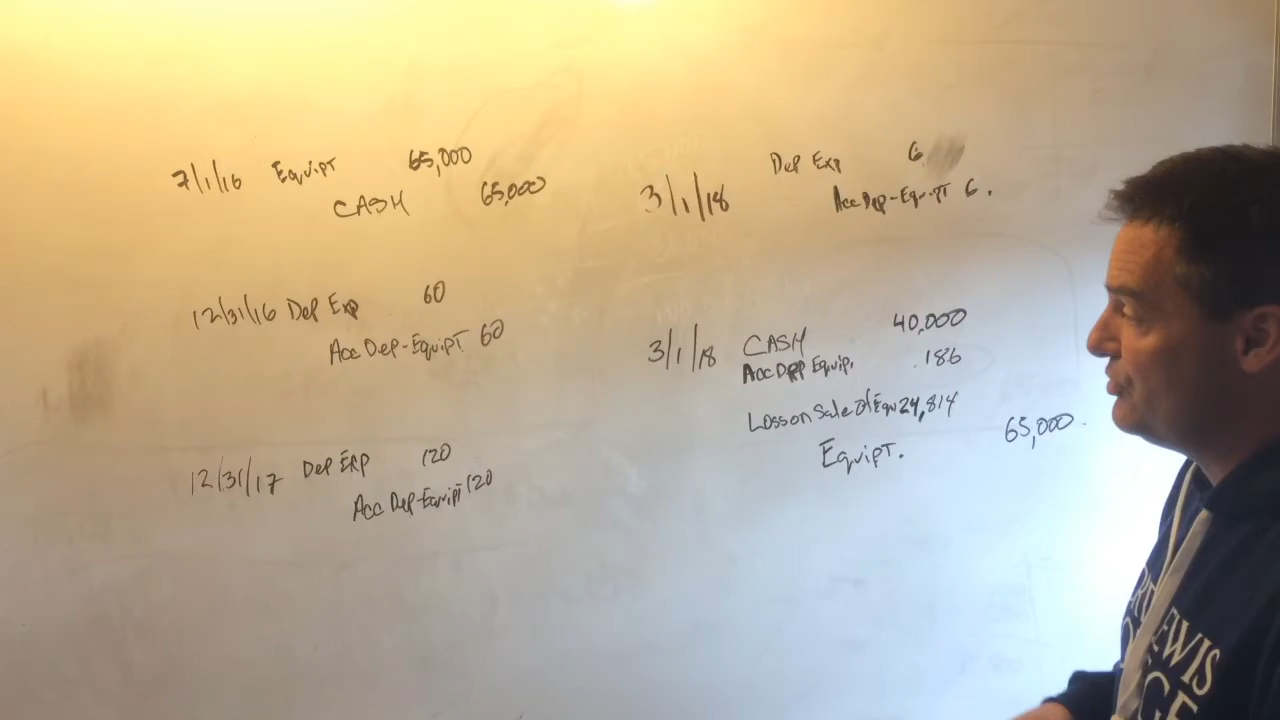 7/1/16 Equipt 65,000
CASH 65,000
12/31/16 Dep Exp 60
Acc Dep-Equipt 60
12/31/17 Dep Exp 120
Acc Dep-Equipt 120
Dep Exp 6
3/1/18 Acc Dep-Equipt 6.
3/1/18 CASH 40,000
Acc Dep Equip. 186
Loss on Sale of Equ 24,814
Equipt. 65,000
LEWIS